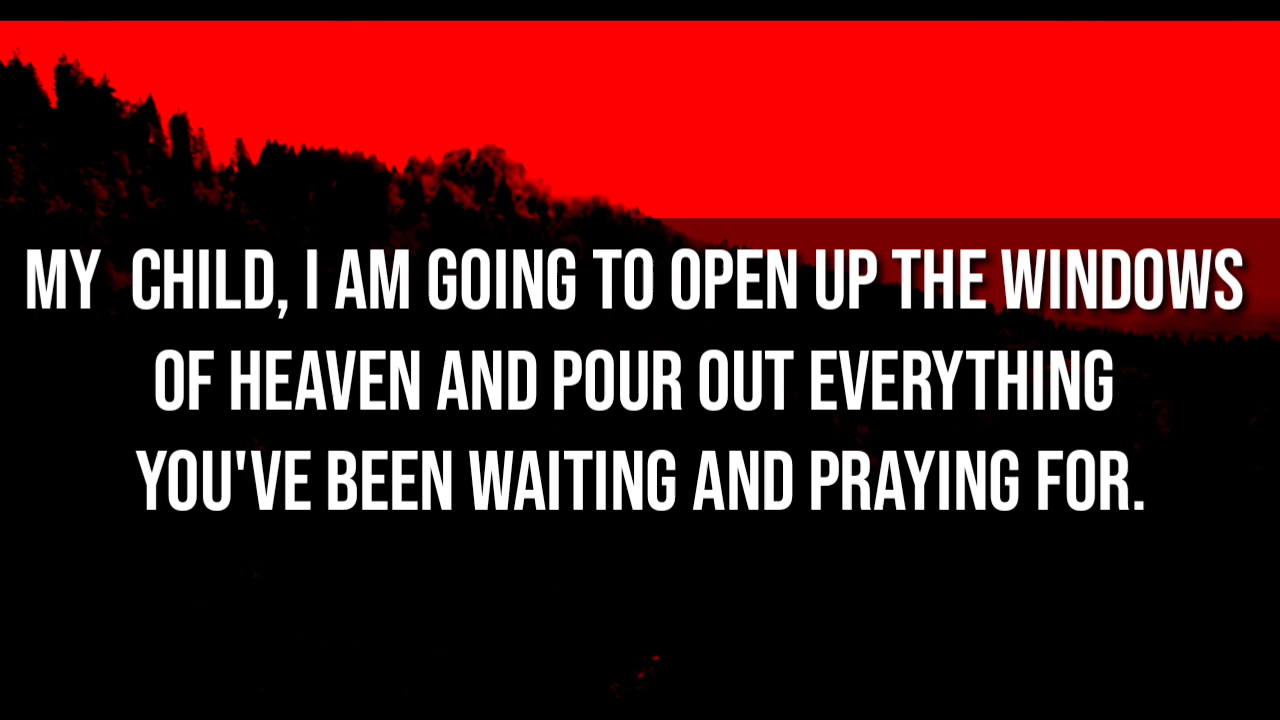 MY CHILD, I AM GOING TO OPEN UP THE WINDOWS
OF HEAVEN AND POUR OUT EVERYTHING
YOU'VE BEEN WAITING AND PRAYING FOR.